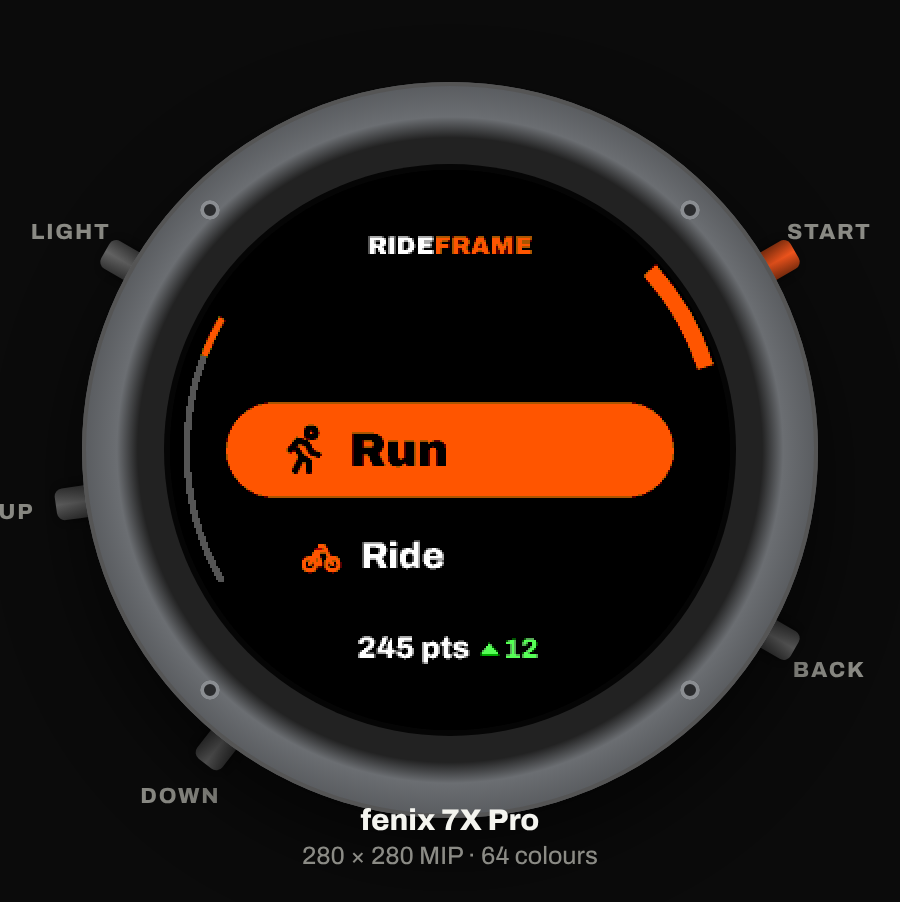 LIGHT
START
RIDEFRAME
Run
UP
Ride
245 pts ▲12
BACK
DOWN
fenix 7X Pro
280 × 280 MIP · 64 colours